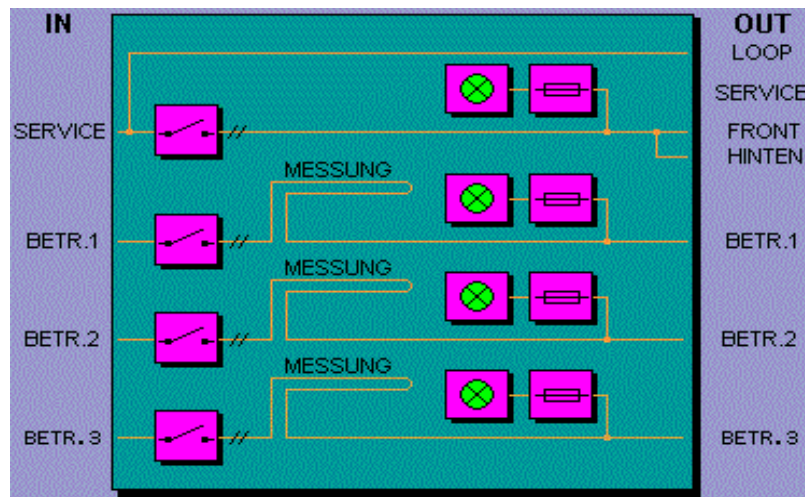 IN
OUT
LOOP
SERVICE
SERVICE
FRONT
HINTEN
MESSUNG
BETR.1
BETR.1
MESSUNG
BETR.2
BETR.2
MESSUNG
BETR.3
BETR.3